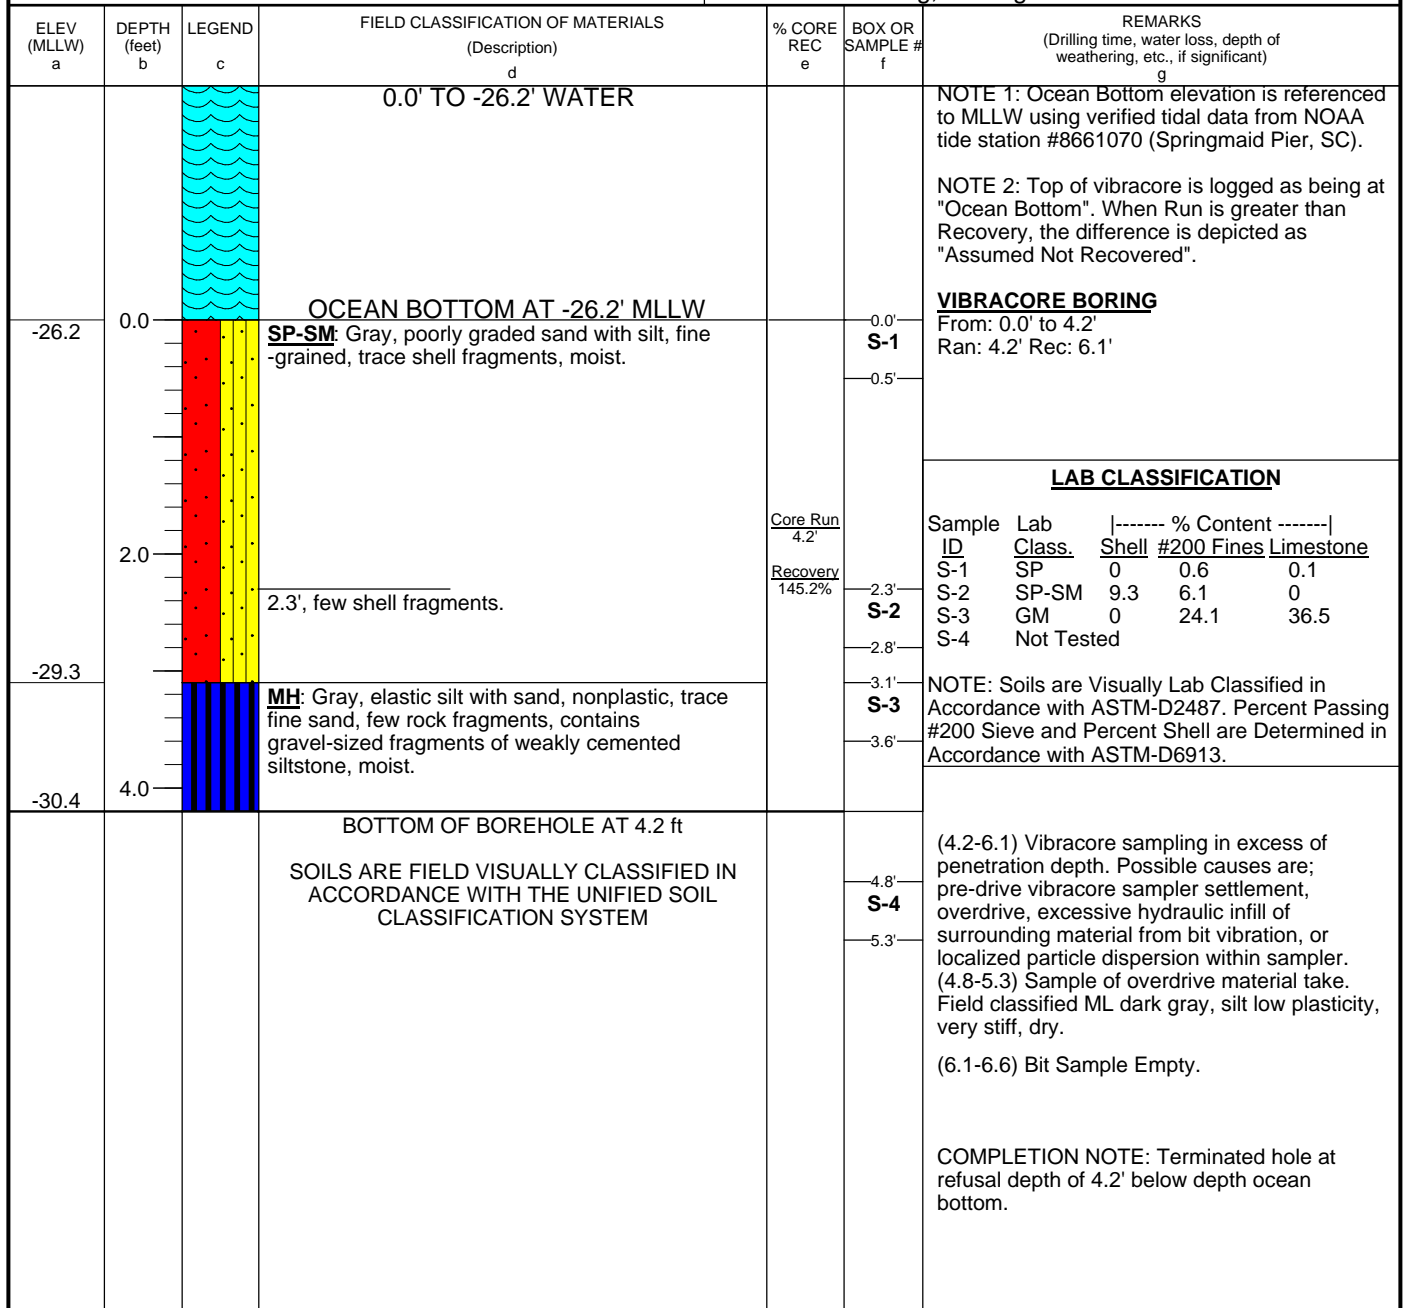 ELEV (MLLW) a
DEPTH (feet) b
LEGEND c
FIELD CLASSIFICATION OF MATERIALS
(Description)
d
% CORE REC e
BOX OR SAMPLE # f
REMARKS
(Drilling time, water loss, depth of
weathering, etc., if significant)
g
0.0' TO -26.2' WATER
NOTE 1: Ocean Bottom elevation is referenced
to MLLW using verified tidal data from NOAA
tide station #8661070 (Springmaid Pier, SC).
NOTE 2: Top of vibracore is logged as being at
"Ocean Bottom". When Run is greater than
Recovery, the difference is depicted as
"Assumed Not Recovered".
OCEAN BOTTOM AT -26.2' MLLW
VIBRACORE BORING
From: 0.0' to 4.2'
Ran: 4.2' Rec: 6.1'
-26.2
0.0
SP-SM: Gray, poorly graded sand with silt, fine
-grained, trace shell fragments, moist.
0.0'
S-1
0.5'
LAB CLASSIFICATION
Sample Lab |------- % Content -------|
ID Class. Shell #200 Fines Limestone
S-1 SP 0 0.6 0.1
S-2 SP-SM 9.3 6.1 0
S-3 GM 0 24.1 36.5
S-4 Not Tested
Core Run
4.2'
Recovery
145.2%
2.0
2.3', few shell fragments.
2.3'
S-2
2.8'
-29.3
MH: Gray, elastic silt with sand, nonplastic, trace
fine sand, few rock fragments, contains
gravel-sized fragments of weakly cemented
siltstone, moist.
3.1'
S-3
3.6'
NOTE: Soils are Visually Lab Classified in
Accordance with ASTM-D2487. Percent Passing
#200 Sieve and Percent Shell are Determined in
Accordance with ASTM-D6913.
4.0
-30.4
BOTTOM OF BOREHOLE AT 4.2 ft
SOILS ARE FIELD VISUALLY CLASSIFIED IN
ACCORDANCE WITH THE UNIFIED SOIL
CLASSIFICATION SYSTEM
4.8'
S-4
5.3'
(4.2-6.1) Vibracore sampling in excess of
penetration depth. Possible causes are;
pre-drive vibracore sampler settlement,
overdrive, excessive hydraulic infill of
surrounding material from bit vibration, or
localized particle dispersion within sampler.
(4.8-5.3) Sample of overdrive material take.
Field classified ML dark gray, silt low plasticity,
very stiff, dry.
(6.1-6.6) Bit Sample Empty.
COMPLETION NOTE: Terminated hole at
refusal depth of 4.2' below depth ocean
bottom.